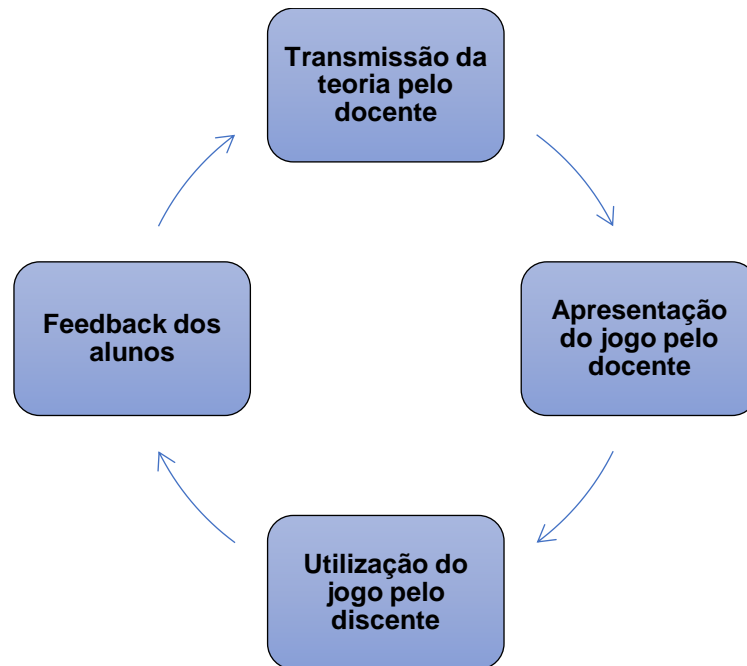 Transmissão da
teoria pelo
docente
Apresentação
do jogo pelo
docente
Utilização do
jogo pelo
discente
Feedback dos
alunos